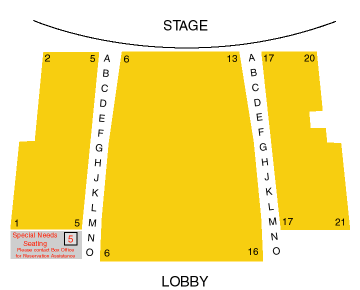 STAGE
2 5 A 6 13 A 17 20
B B
C C
D D
E E
F F
G G
H H
J J
K K
L L
1 5 M M 17 21
Special Needs
Seating 5 N N
Please contact Box Office
for Reservation Assistance
O 6 16 O
LOBBY